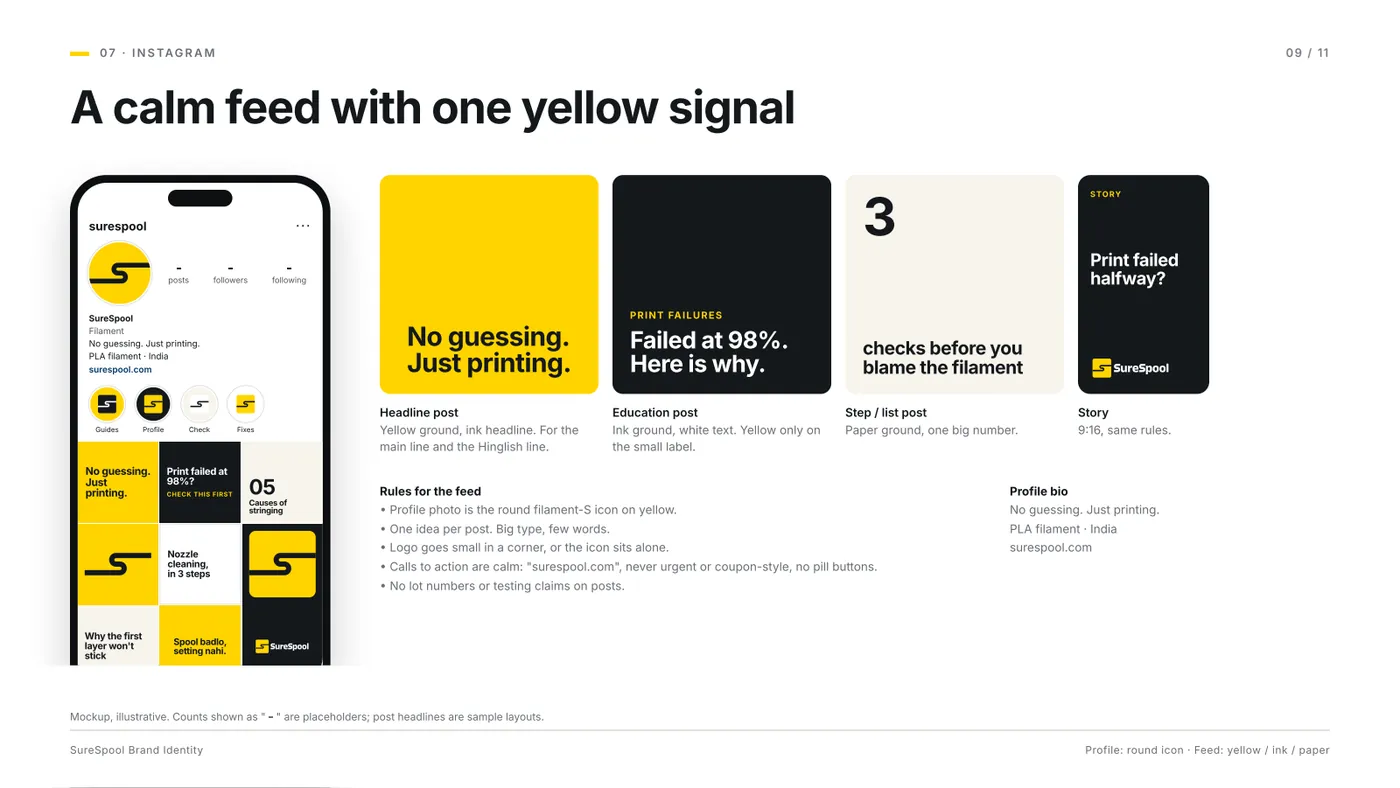 07 · INSTAGRAM
09 / 11
A calm feed with one yellow signal
surespool
...
- - -
posts followers following
SureSpool
Filament
No guessing. Just printing.
PLA filament · India
surespool.com
Guides Profile Check Fixes
No guessing.
Just
printing.
Print failed at
98%?
CHECK THIS FIRST
05
Causes of
stringing
Nozzle
cleaning,
in 3 steps
Why the first
layer won't
stick
Spool badlo,
setting nahi.
SureSpool
No guessing.
Just printing.
Headline post
Yellow ground, ink headline. For the
main line and the Hinglish line.
PRINT FAILURES
Failed at 98%.
Here is why.
Education post
Ink ground, white text. Yellow only on
the small label.
3
checks before you
blame the filament
Step / list post
Paper ground, one big number.
STORY
Print failed
halfway?
SureSpool
Story
9:16, same rules.
Rules for the feed
• Profile photo is the round filament-S icon on yellow.
• One idea per post. Big type, few words.
• Logo goes small in a corner, or the icon sits alone.
• Calls to action are calm: "surespool.com", never urgent or coupon-style, no pill buttons.
• No lot numbers or testing claims on posts.
Profile bio
No guessing. Just printing.
PLA filament · India
surespool.com
Mockup, illustrative. Counts shown as " - " are placeholders; post headlines are sample layouts.
SureSpool Brand Identity
Profile: round icon · Feed: yellow / ink / paper